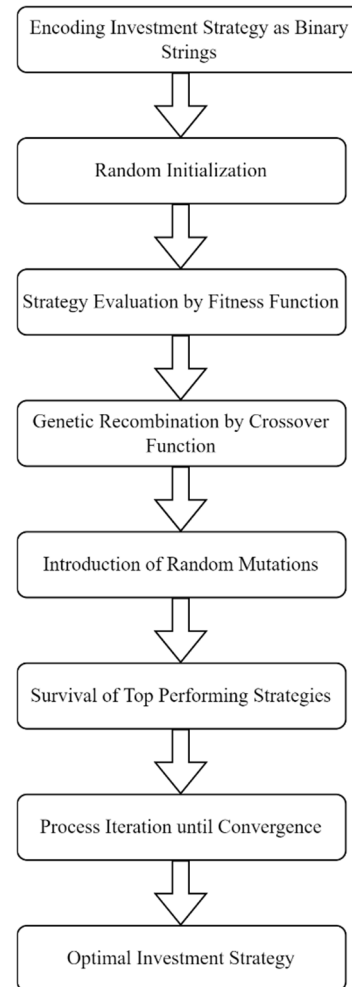 Encoding Investment Strategy as Binary
Strings
Random Initialization
Strategy Evaluation by Fitness Function
Genetic Recombination by Crossover
Function
Introduction of Random Mutations
Survival of Top Performing Strategies
Process Iteration until Convergence
Optimal Investment Strategy